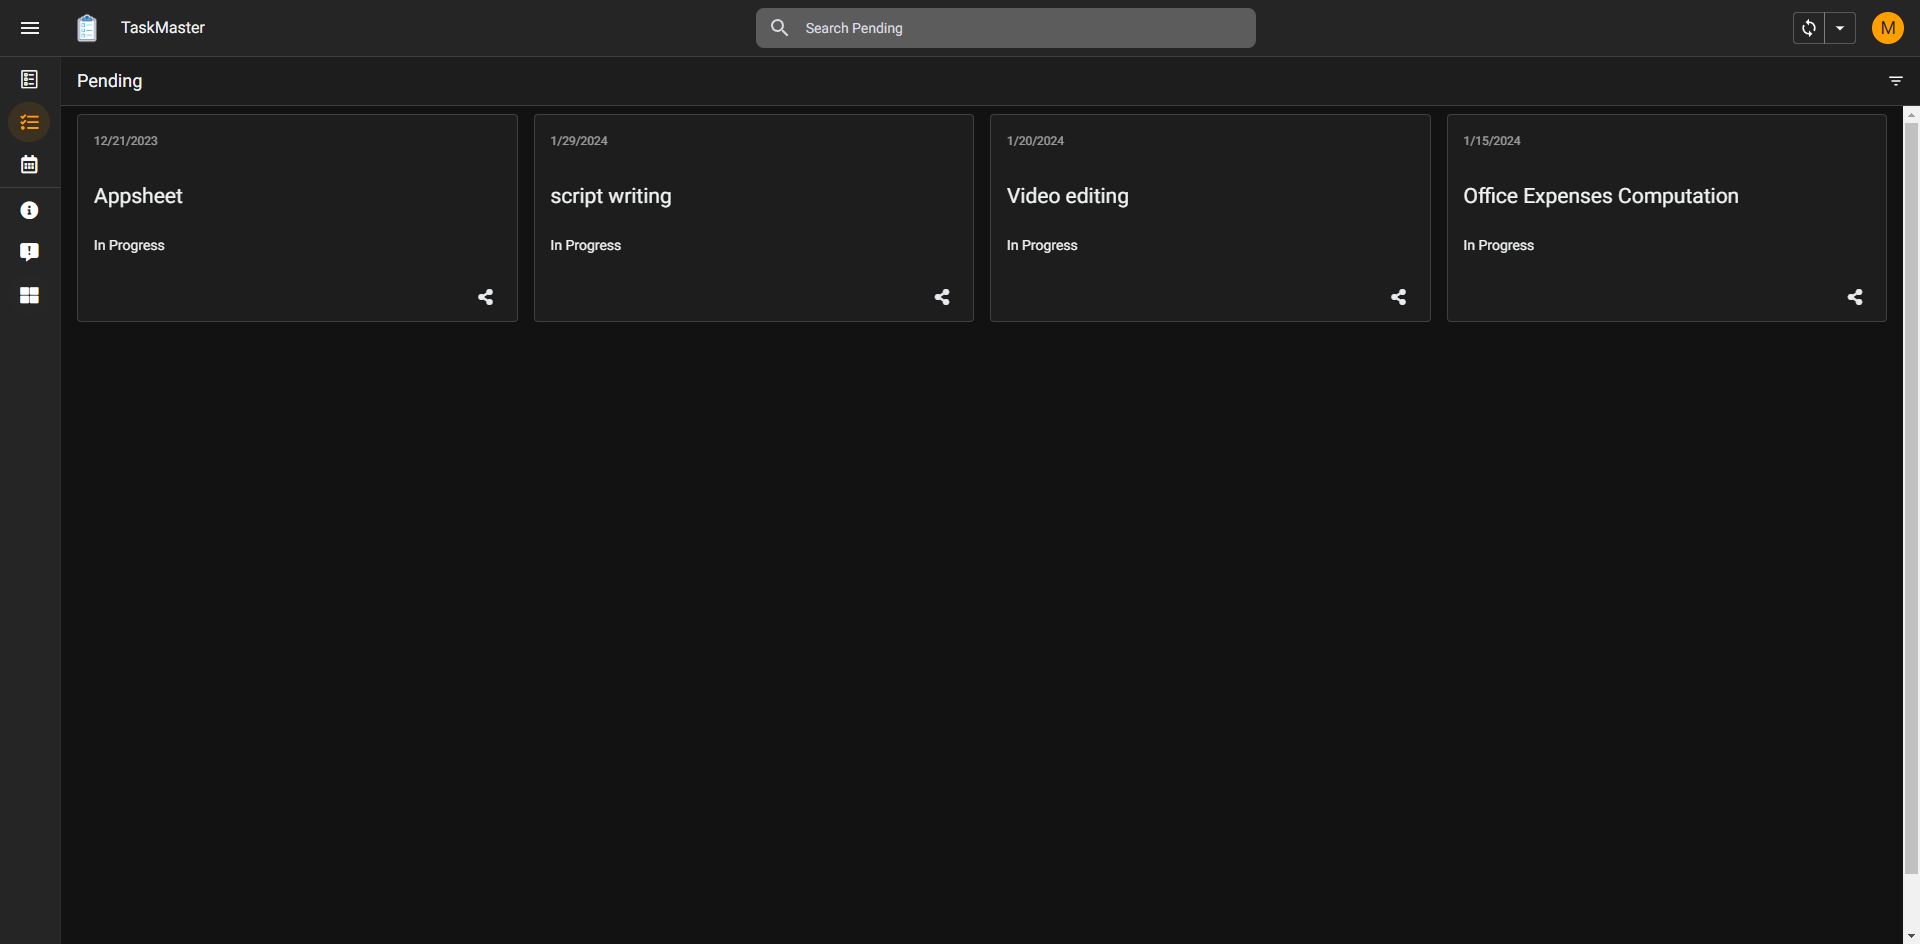 TaskMaster
Search Pending
M
Pending
12/21/2023
Appsheet
In Progress
1/29/2024
script writing
In Progress
1/20/2024
Video editing
In Progress
1/15/2024
Office Expenses Computation
In Progress